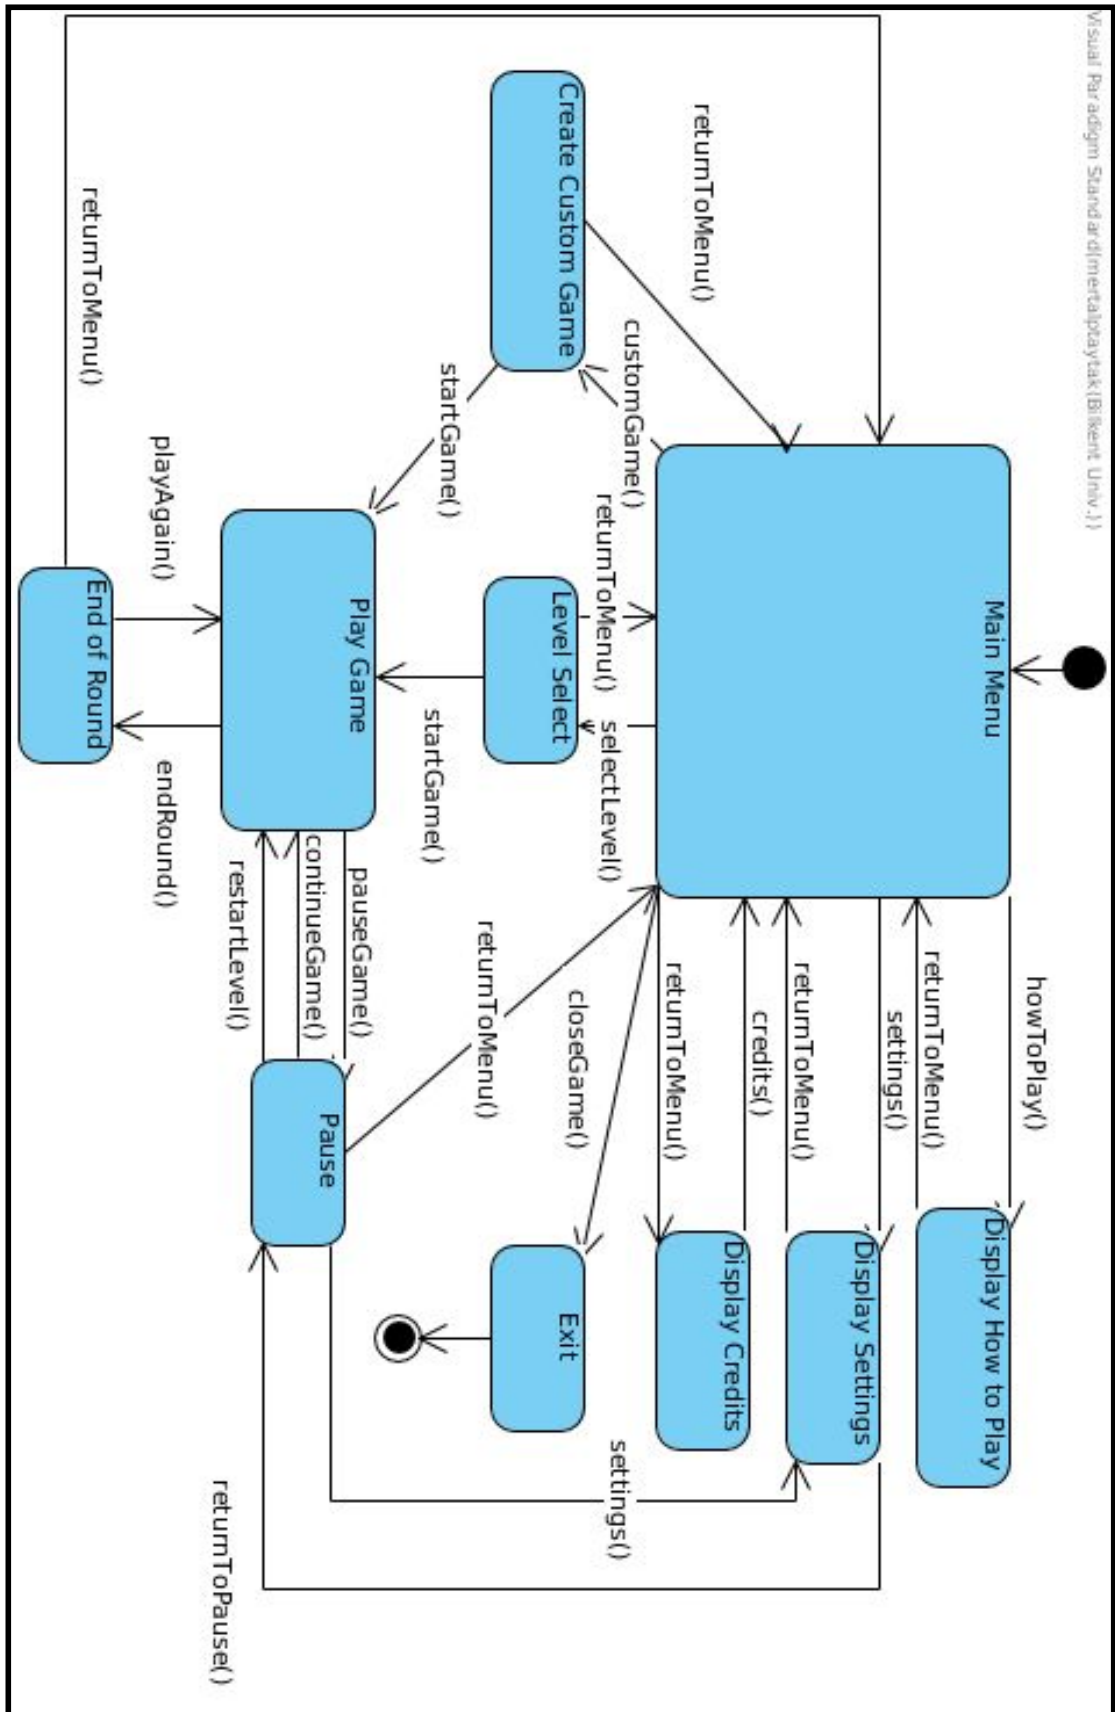 Visual Paradigm Standard(mertalptaytak(Bilkent Univ.))
Main Menu
howToPlay()
Display How to Play
returnToMenu()
settings()
Display Settings
returnToMenu()
credits()
Display Credits
returnToMenu()
returnToMenu()
customGame()
Create Custom Game
returnToMenu()
selectLevel()
Level Select
closeGame()
Exit
startGame()
startGame()
returnToMenu()
settings()
Play Game
pauseGame()
continueGame()
restartLevel()
Pause
returnToPause()
playAgain()
endRound()
End of Round
returnToMenu()